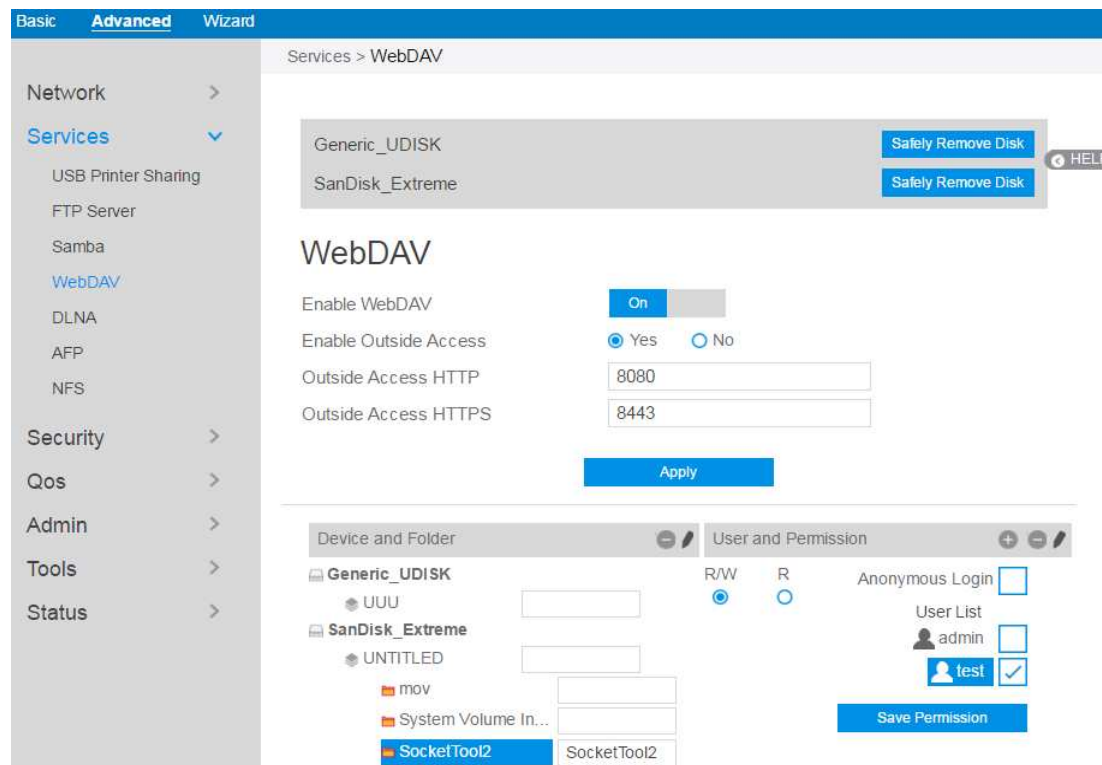 Basic Advanced Wizard
Services > WebDAV
Network
Services
USB Printer Sharing
FTP Server
Samba
WebDAV
DLNA
AFP
NFS
Security
Qos
Admin
Tools
Status
Generic_UDISK Safely Remove Disk
SanDisk_Extreme Safely Remove Disk
HEL
WebDAV
Enable WebDAV On
Enable Outside Access Yes No
Outside Access HTTP 8080
Outside Access HTTPS 8443
Apply
Device and Folder
Generic_UDISK
UUU
SanDisk_Extreme
UNTITLED
mov
System Volume In...
SocketTool2 SocketTool2
User and Permission
R/W R
Anonymous Login
User List
admin
test
Save Permission